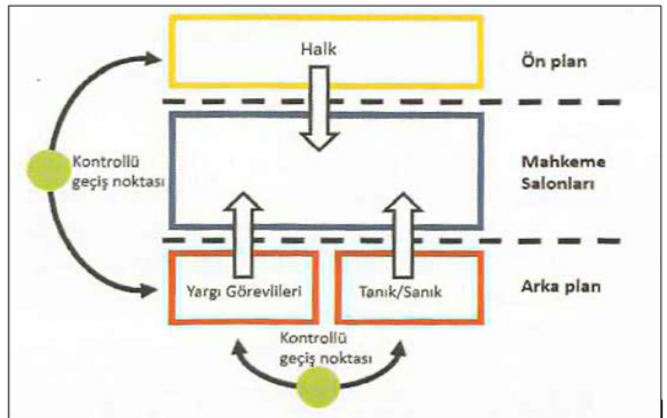 Halk
Ön plan
Kontrollü
geçiş noktası
Mahkeme
Salonları
Yargı Görevlileri
Tanık/Sanık
Arka plan
Kontrollü
geçiş noktası